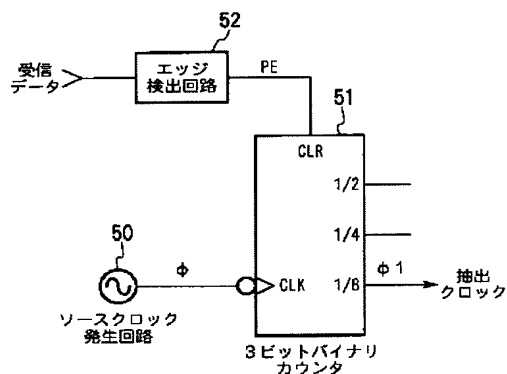 52
受信
データ
エッジ
検出回路
PE
51
CLR
1/2
1/4
50
φ
CLK
1/8
φ1
抽出
クロック
ソースクロック
発生回路
3ビットバイナリ
カウンタ